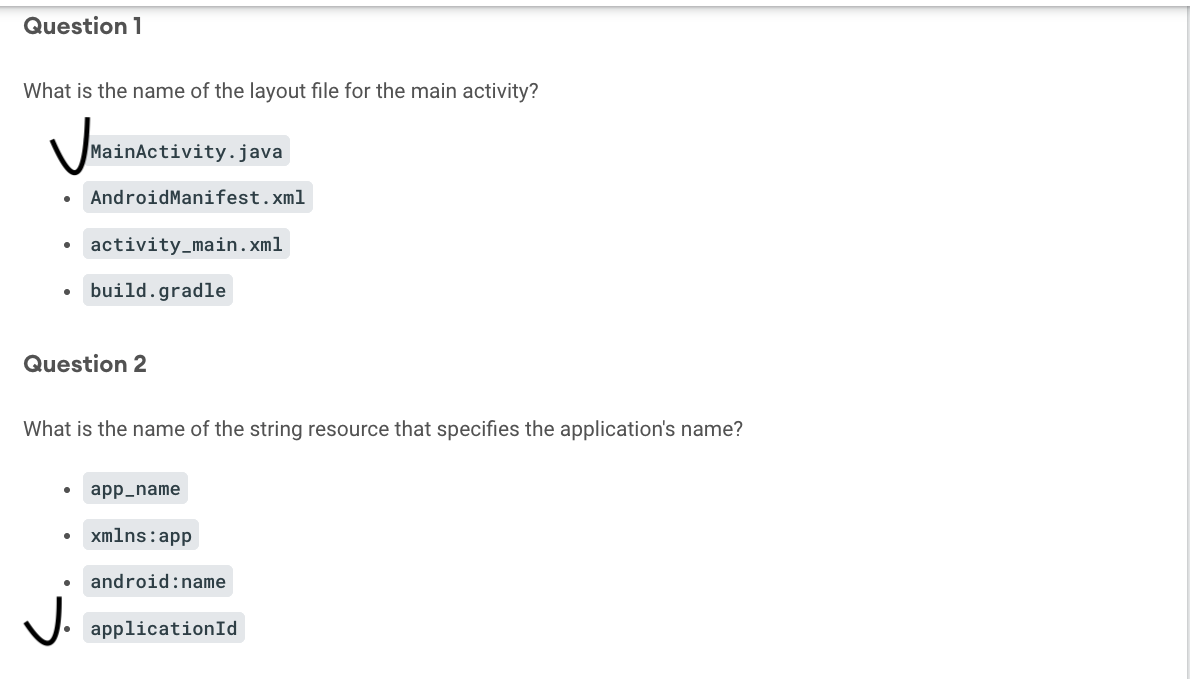 Question 1
What is the name of the layout file for the main activity?
MainActivity.java
AndroidManifest.xml
activity_main.xml
build.gradle
Question 2
What is the name of the string resource that specifies the application's name?
app_name
xmlns:app
android:name
applicationId